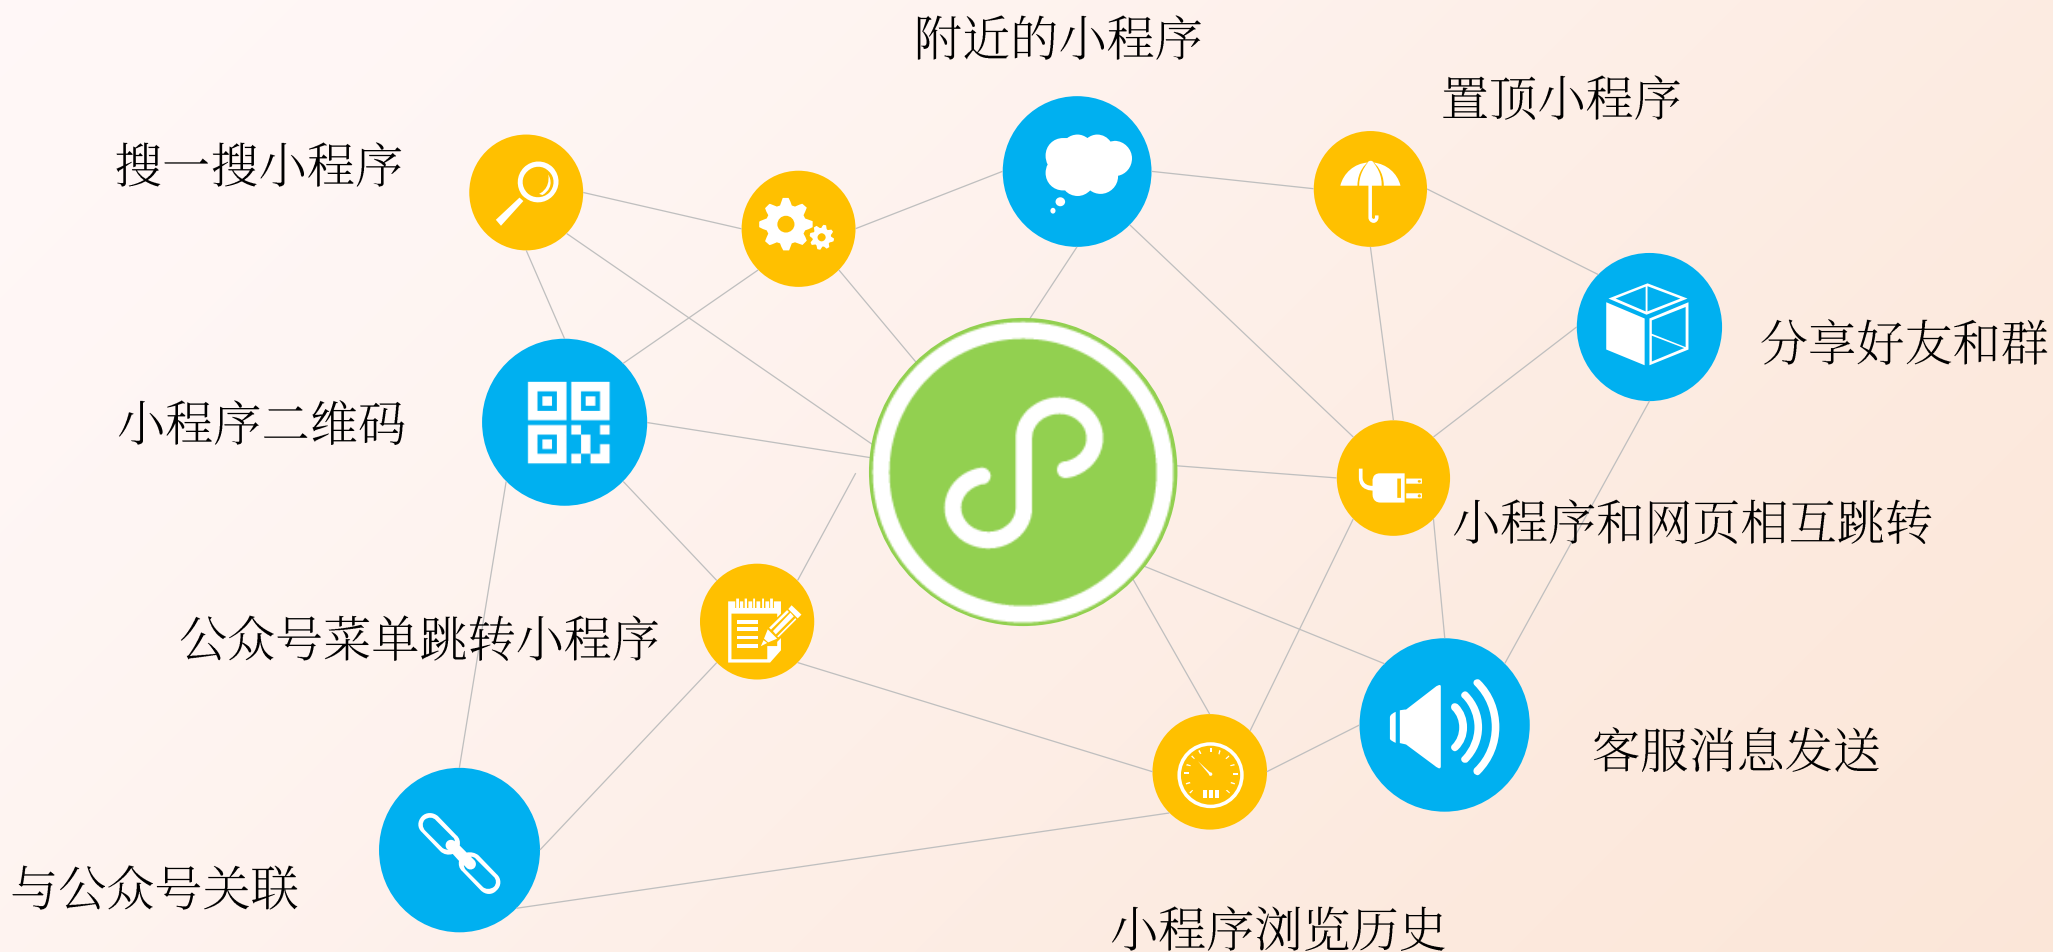 附近的小程序
置顶小程序
搜一搜小程序
分享好友和群
小程序二维码
小程序和网页相互跳转
公众号菜单跳转小程序
客服消息发送
与公众号关联
小程序浏览历史